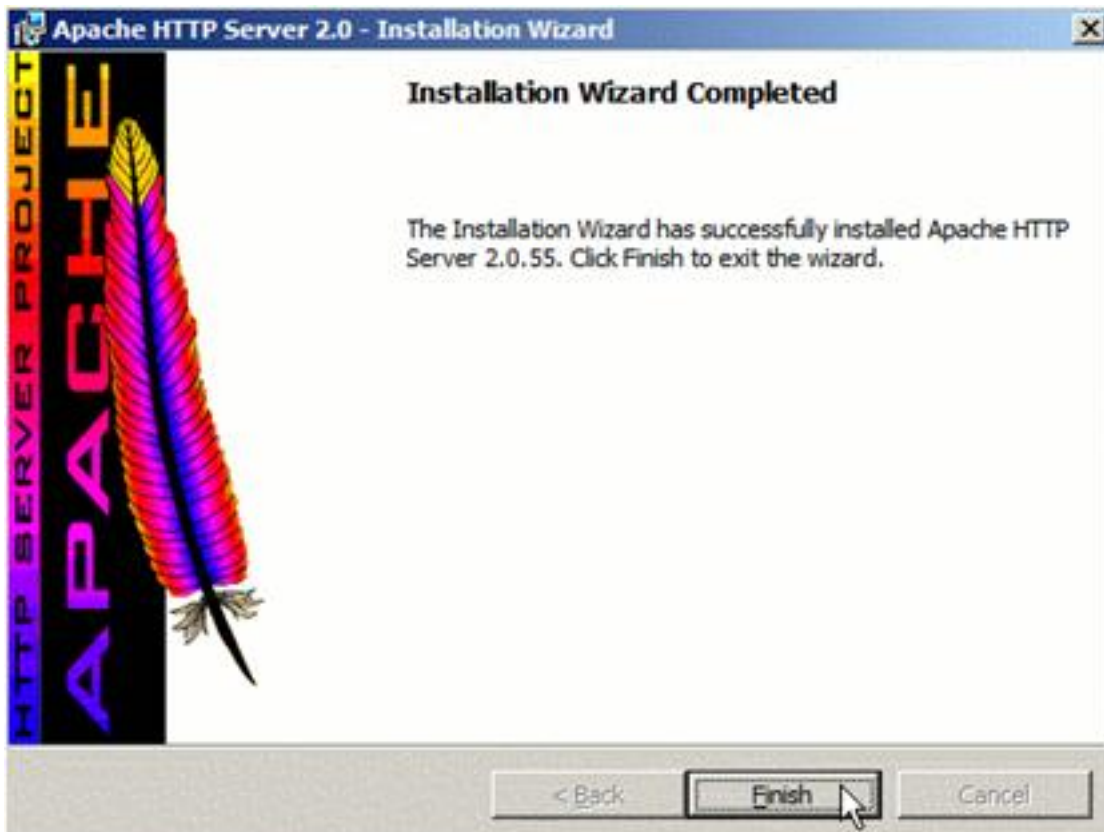 Apache HTTP Server 2.0 - Installation Wizard
HTTP SERVER PROJECT
APACHE
Installation Wizard Completed
The Installation Wizard has successfully installed Apache HTTP
Server 2.0.55. Click Finish to exit the wizard.
< Back
Finish
Cancel